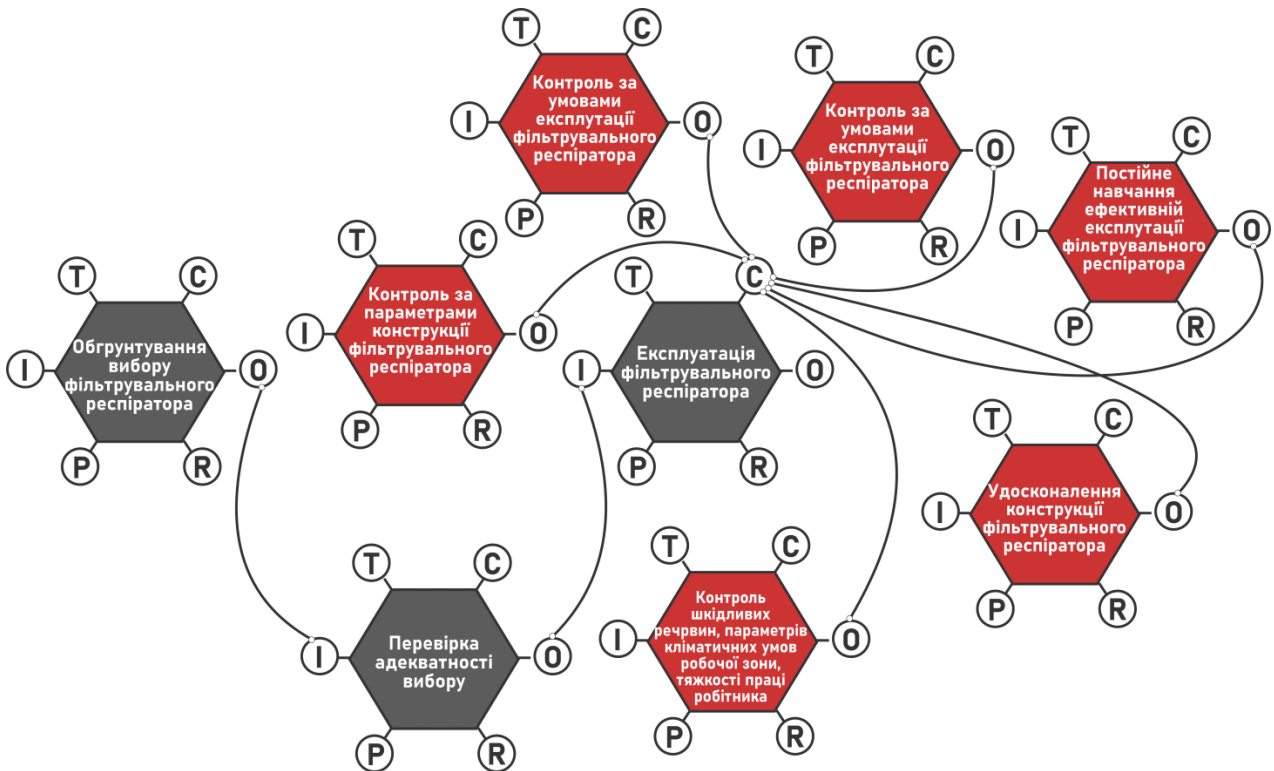 T
C
Контроль за
умовами
експлутації
фільтрувального
респіратора
I
O
P
R
T
C
Контроль за
умовами
експлутації
фільтрувального
респіратора
I
O
P
R
T
C
Постійне
навчання
ефективній
експлутації
фільтрувального
респіратора
I
O
P
R
T
C
Контроль за
параметрами
конструкції
фільтрувального
респіратора
I
O
P
R
T
C
Обгрунтування
вибору
фільтрувального
респіратора
I
O
P
R
T
C
Експлуатація
фільтрувального
респіратора
I
O
P
R
T
C
Удосконалення
конструкції
фільтрувального
респіратора
I
O
P
R
T
C
Перевірка
адекватності
вибору
I
O
P
R
T
C
Контроль
шкідливих
речрвин, параметрів
кліматичних умов
робочої зони,
тяжкості праці
робітника
I
O
P
R